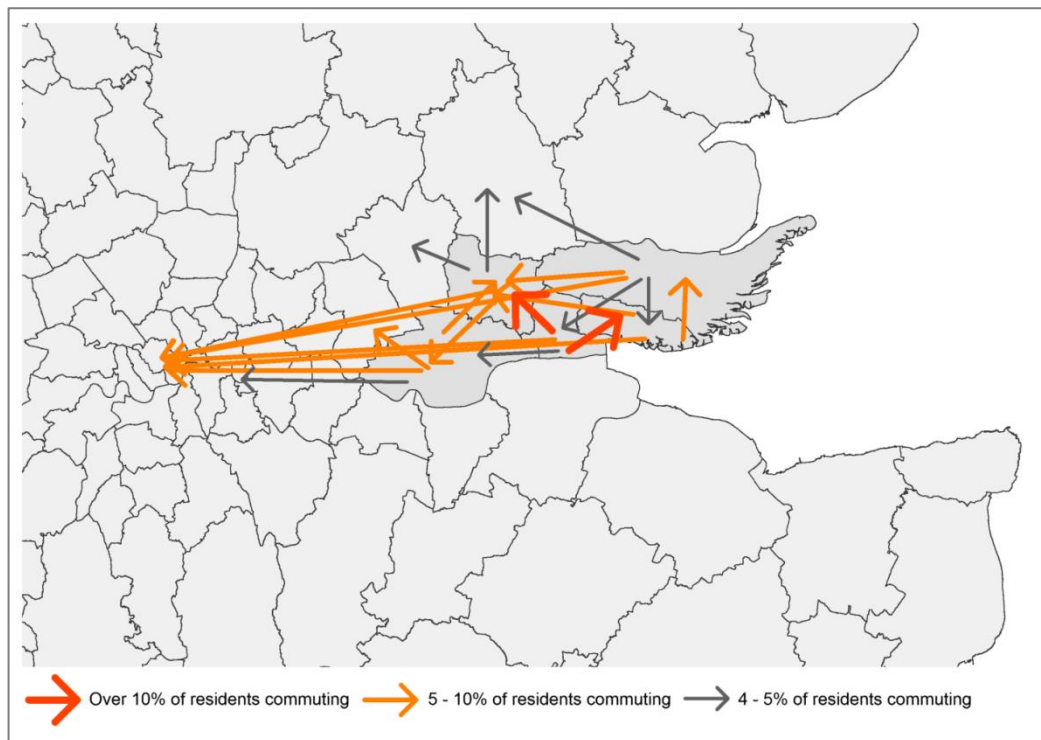 Over 10% of residents commuting 5 - 10% of residents commuting 4 - 5% of residents commuting